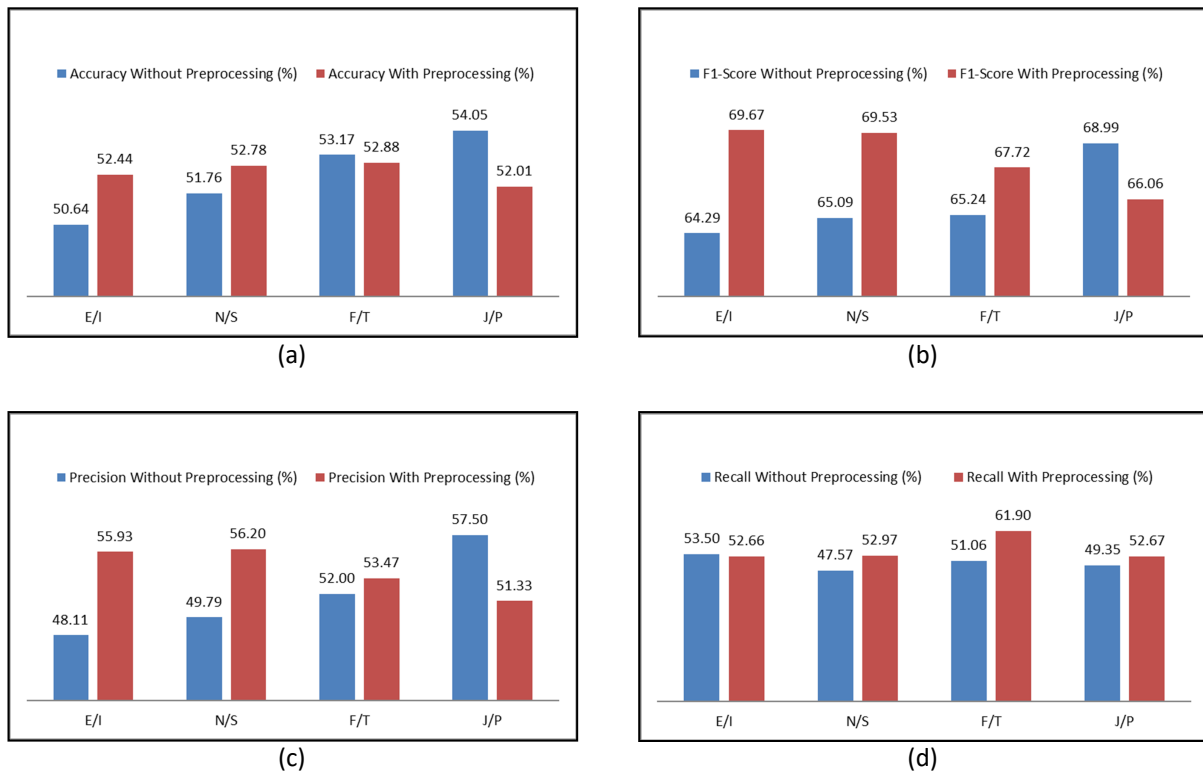 Accuracy Without Preprocessing (%) Accuracy With Preprocessing (%)
54.05
53.17
52.88
52.78
52.44
52.01
51.76
50.64
E/I N/S F/T J/P
(a)
F1-Score Without Preprocessing (%) F1-Score With Preprocessing (%)
69.67
69.53
68.99
67.72
66.06
65.24
65.09
64.29
E/I N/S F/T J/P
(b)
Precision Without Preprocessing (%) Precision With Preprocessing (%)
57.50
56.20
55.93
53.47
52.00
51.33
49.79
48.11
E/I N/S F/T J/P
(c)
Recall Without Preprocessing (%) Recall With Preprocessing (%)
61.90
53.50 52.66
52.97
52.67
51.06
49.35
47.57
E/I N/S F/T J/P
(d)